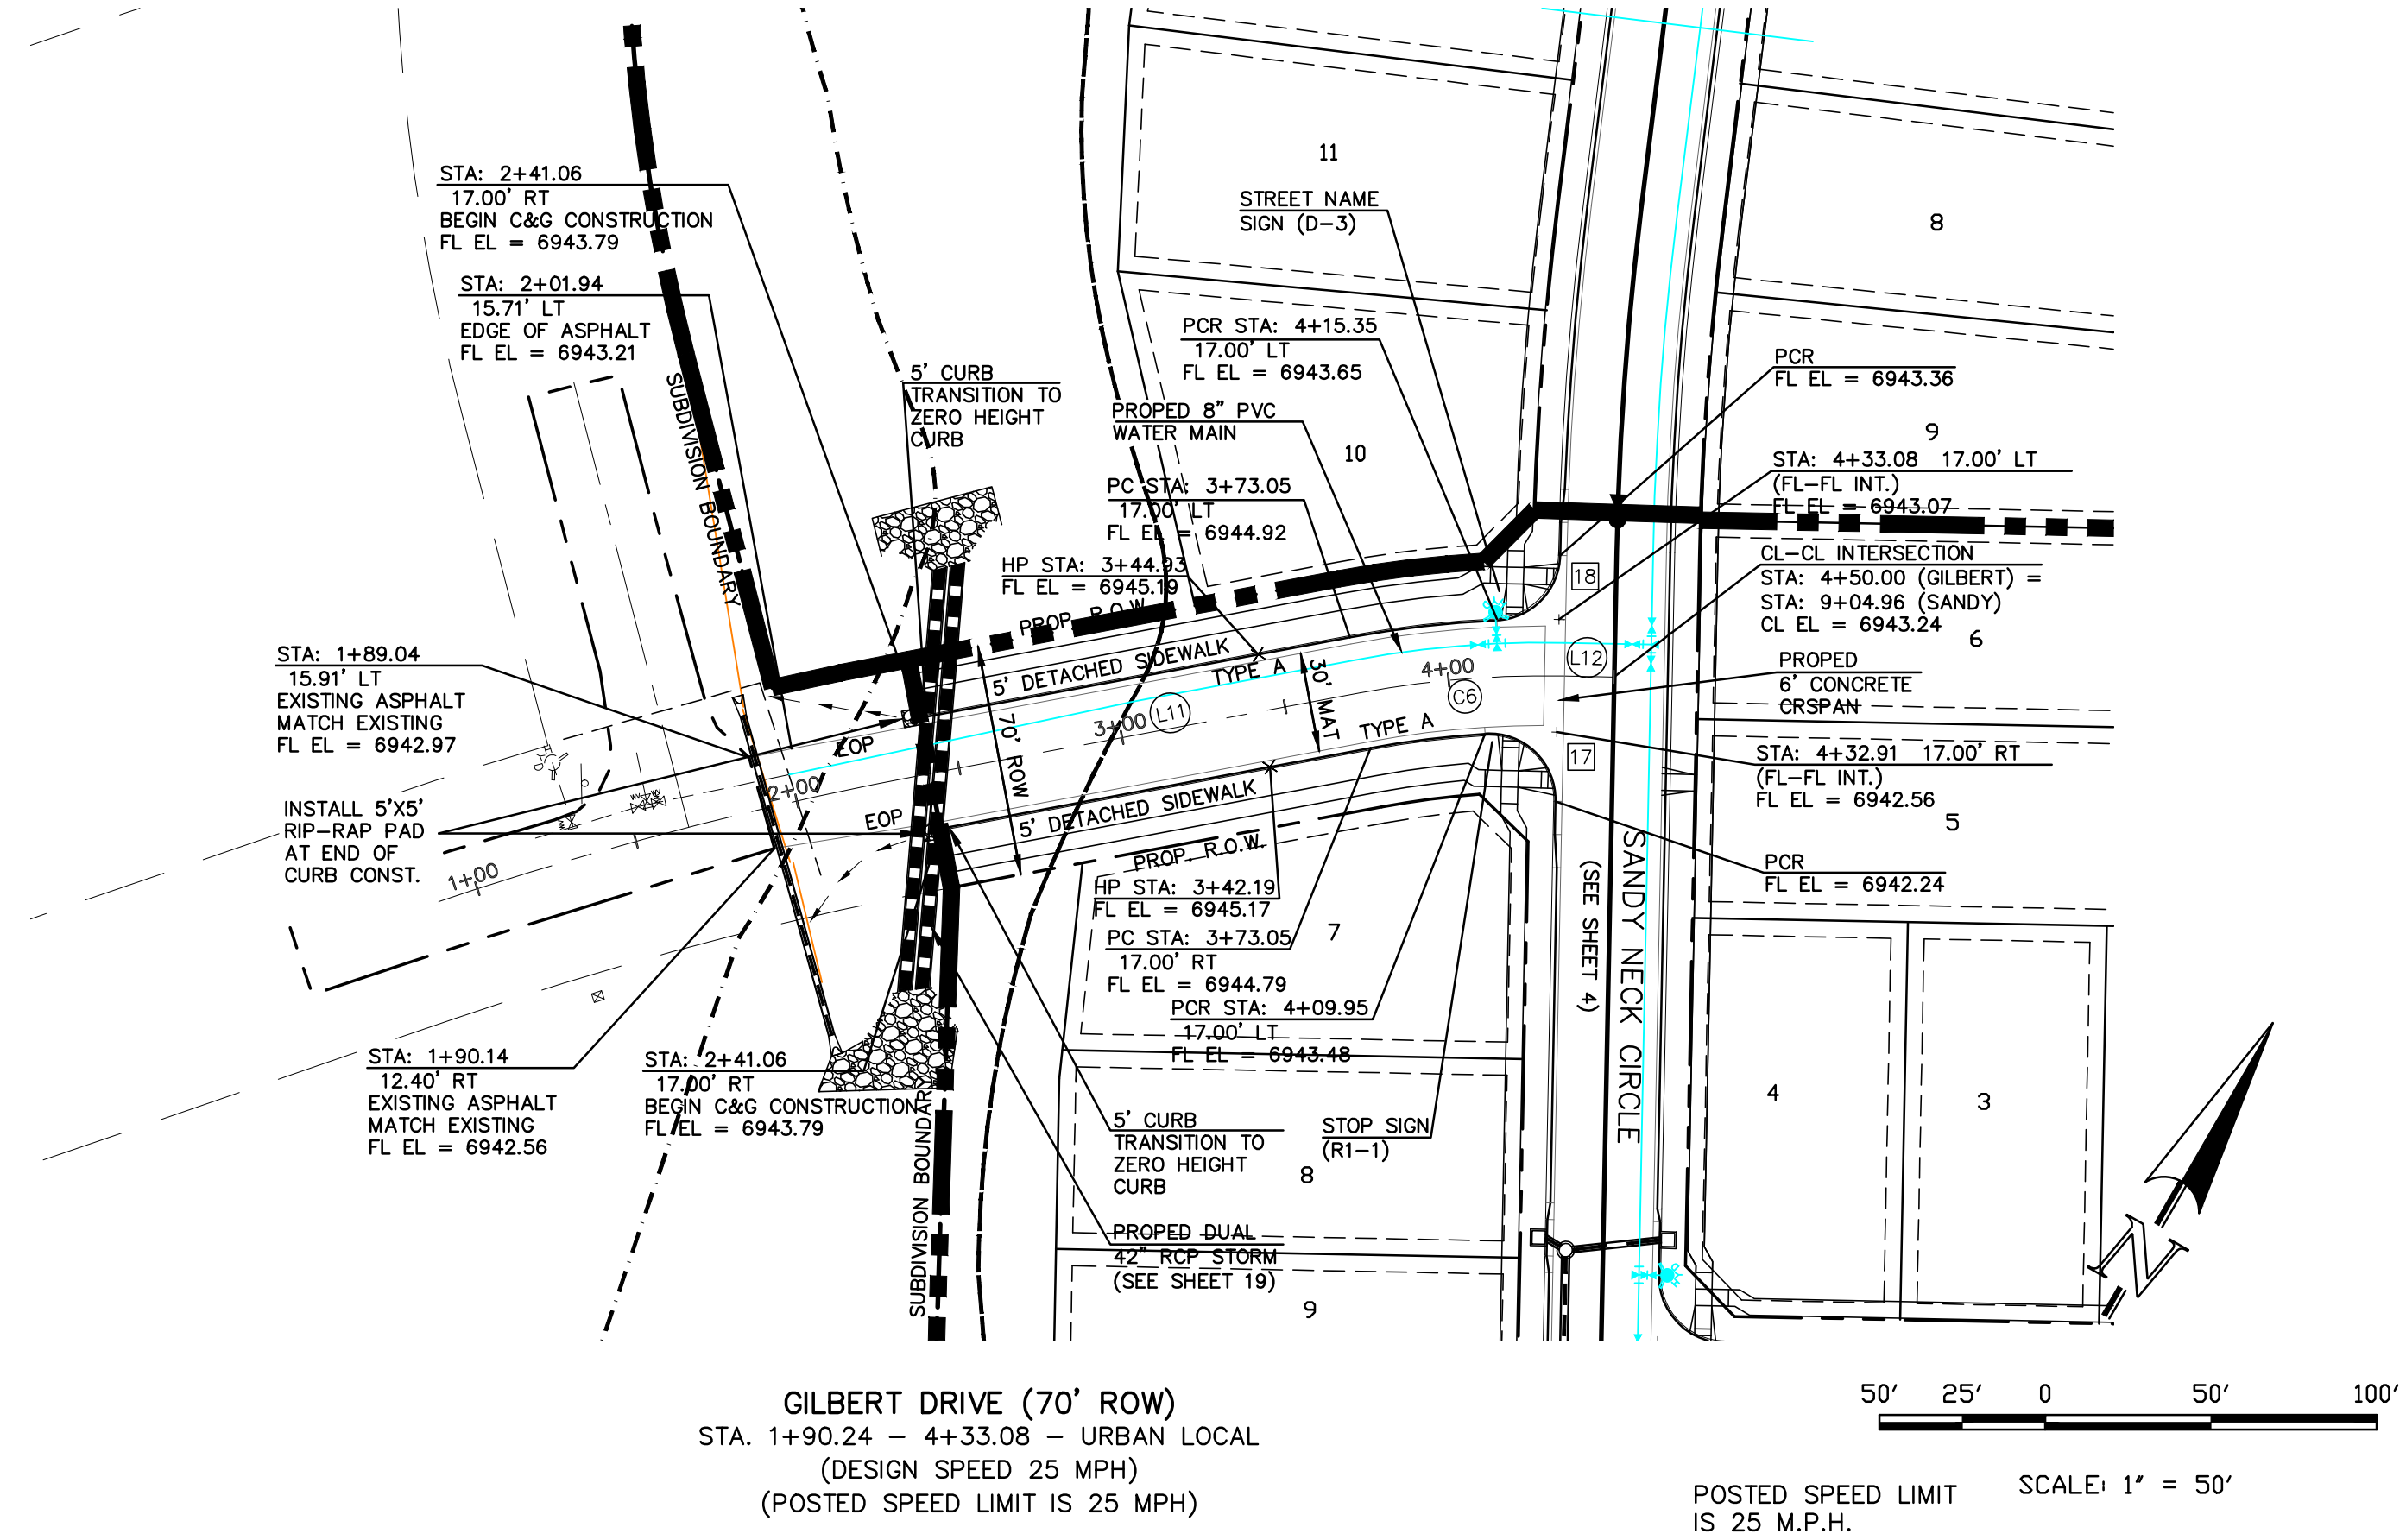 11
8
STA: 2+41.06
17.00' RT
BEGIN C&G CONSTRUCTION
FL EL = 6943.79
STREET NAME
SIGN (D-3)
STA: 2+01.94
15.71' LT
EDGE OF ASPHALT
FL EL = 6943.21
SUBDIVISION BOUNDARY
5' CURB
TRANSITION TO
ZERO HEIGHT
CURB
PCR STA: 4+15.35
17.00' LT
FL EL = 6943.65
PROPED 8" PVC
WATER MAIN
10
PCR
FL EL = 6943.36
9
STA: 4+33.08 17.00' LT
(FL-FL INT.)
FL EL = 6943.07
PC STA: 3+73.05
17.00' LT
FL EL = 6944.92
HP STA: 3+44.93
FL EL = 6945.19
CL-CL INTERSECTION
STA: 4+50.00 (GILBERT) =
STA: 9+04.96 (SANDY)
CL EL = 6943.24
6
18
PROP. R.O.W.
5' DETACHED SIDEWALK
TYPE A
30' MAT
4+00
C6
L12
L11
3+00
70' ROW
TYPE A
17
PROPED
6' CONCRETE
CRSPAN
STA: 1+89.04
15.91' LT
EXISTING ASPHALT
MATCH EXISTING
FL EL = 6942.97
EOP
2+00
EOP
5' DETACHED SIDEWALK
PROP. R.O.W.
STA: 4+32.91 17.00' RT
(FL-FL INT.)
FL EL = 6942.56
5
INSTALL 5'X5'
RIP-RAP PAD
AT END OF
CURB CONST.
1+00
PCR
FL EL = 6942.24
HP STA: 3+42.19
FL EL = 6945.17
7
PC STA: 3+73.05
17.00' RT
FL EL = 6944.79
PCR STA: 4+09.95
17.00' LT
FL EL = 6943.48
SANDY NECK CIRCLE
(SEE SHEET 4)
STA: 1+90.14
12.40' RT
EXISTING ASPHALT
MATCH EXISTING
FL EL = 6942.56
STA: 2+41.06
17.00' RT
BEGIN C&G CONSTRUCTION
FL EL = 6943.79
SUBDIVISION BOUNDARY
5' CURB
TRANSITION TO
ZERO HEIGHT
CURB
STOP SIGN
(R1-1)
8
4
3
PROPED DUAL
42" RCP STORM
(SEE SHEET 19)
9
N
GILBERT DRIVE (70' ROW)
STA. 1+90.24 - 4+33.08 - URBAN LOCAL
(DESIGN SPEED 25 MPH)
(POSTED SPEED LIMIT IS 25 MPH)
50' 25' 0 50' 100'
SCALE: 1" = 50'
POSTED SPEED LIMIT
IS 25 M.P.H.